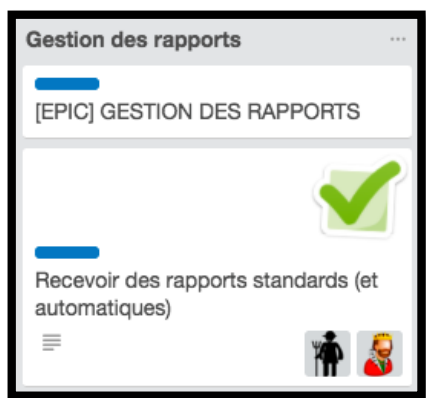 Gestion des rapports
[EPIC] GESTION DES RAPPORTS
Recevoir des rapports standards (et
automatiques)